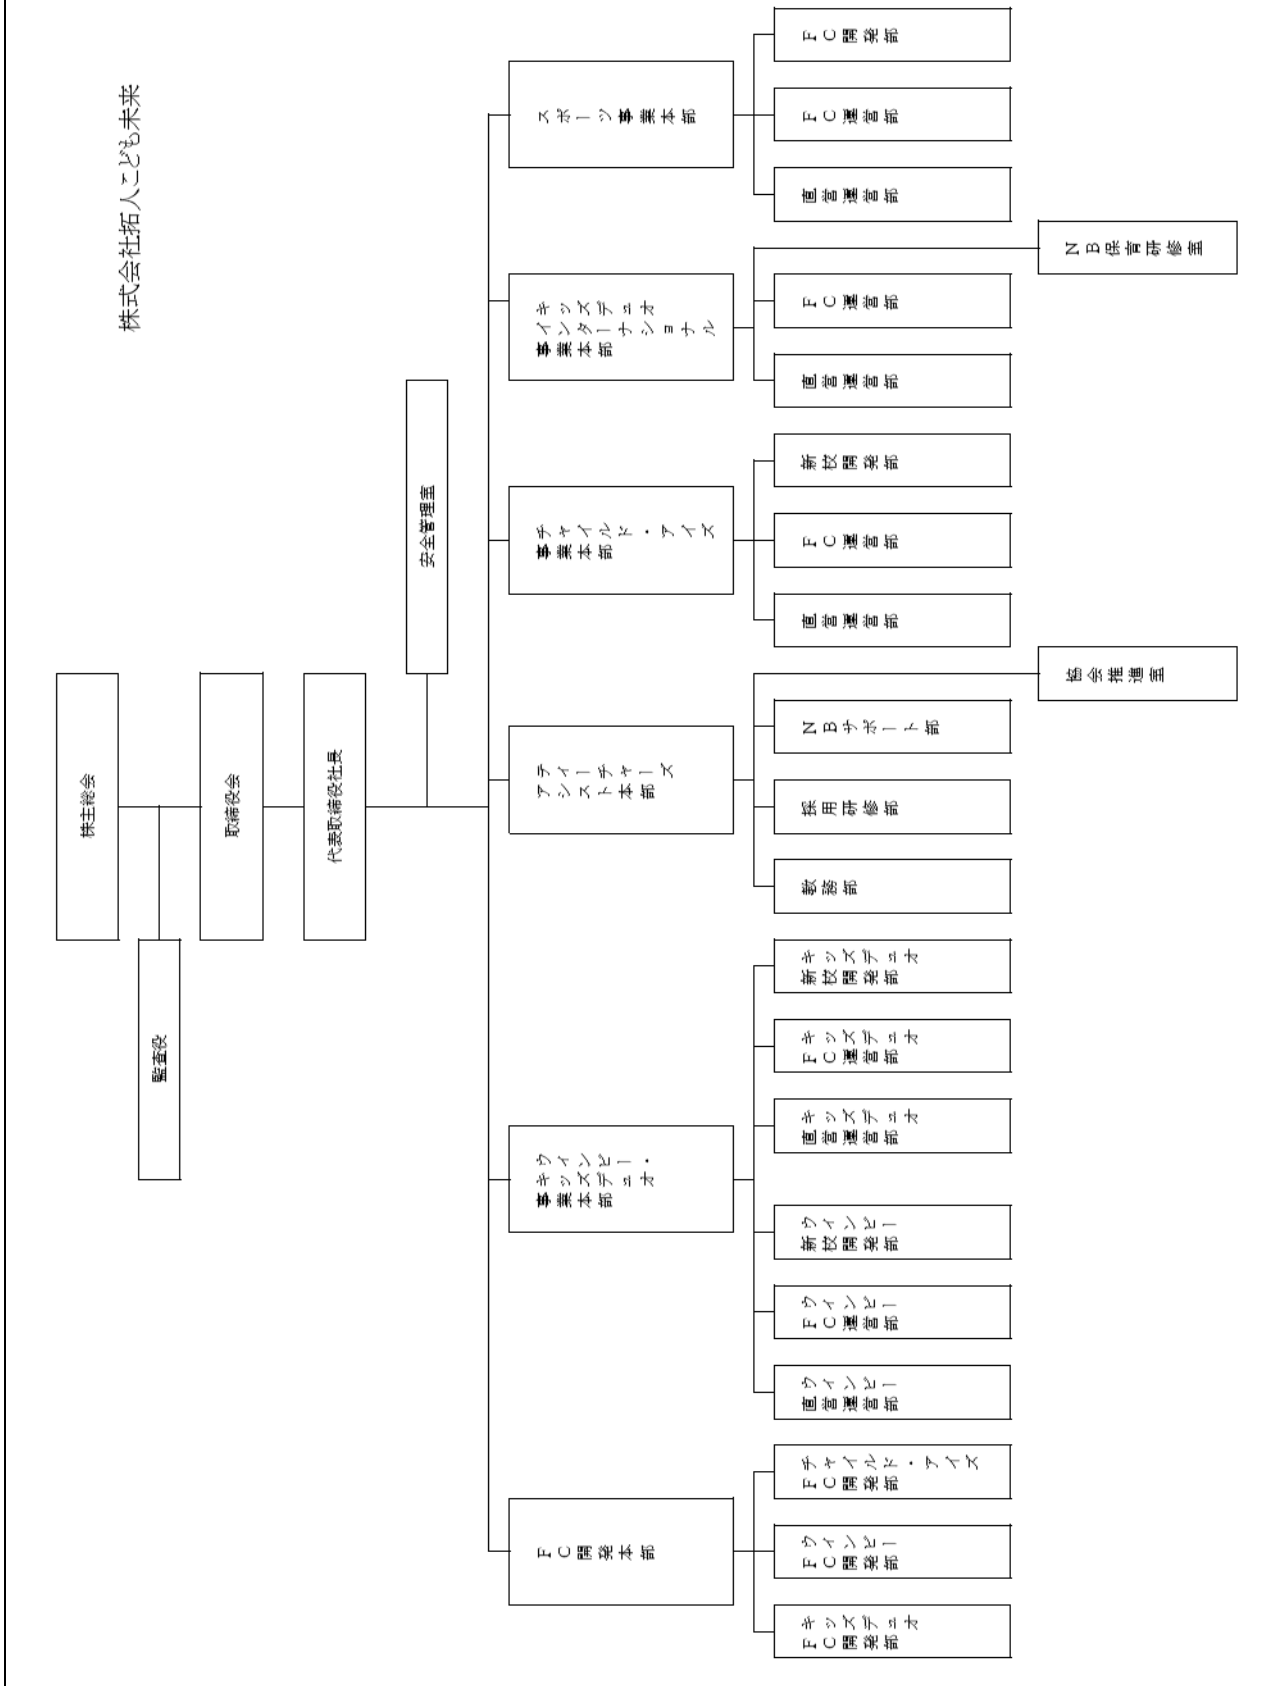 株式会社拓人こども未来
株主総会
監査役
取締役会
代表取締役社長
安全管理室
FC開発本部
キッズデュオ
FC開発部
ウィンビー
FC開発部
チャイルド・アイズ
FC開発部
ウィンビー・
キッズデュオ
事業本部
ウィンビー
直営運営部
ウィンビー
FC運営部
ウィンビー
新校開発部
キッズデュオ
直営運営部
キッズデュオ
FC運営部
キッズデュオ
新校開発部
ティーチャーズ
アシスト本部
教務部
採用研修部
NBサポート部
協会推進室
チャイルド・アイズ
事業本部
直営運営部
FC運営部
新校開発部
キッズデュオ
インターナショナル
事業本部
直営運営部
FC運営部
NB保育研修室
スポーツ事業本部
直営運営部
FC運営部
FC開発部